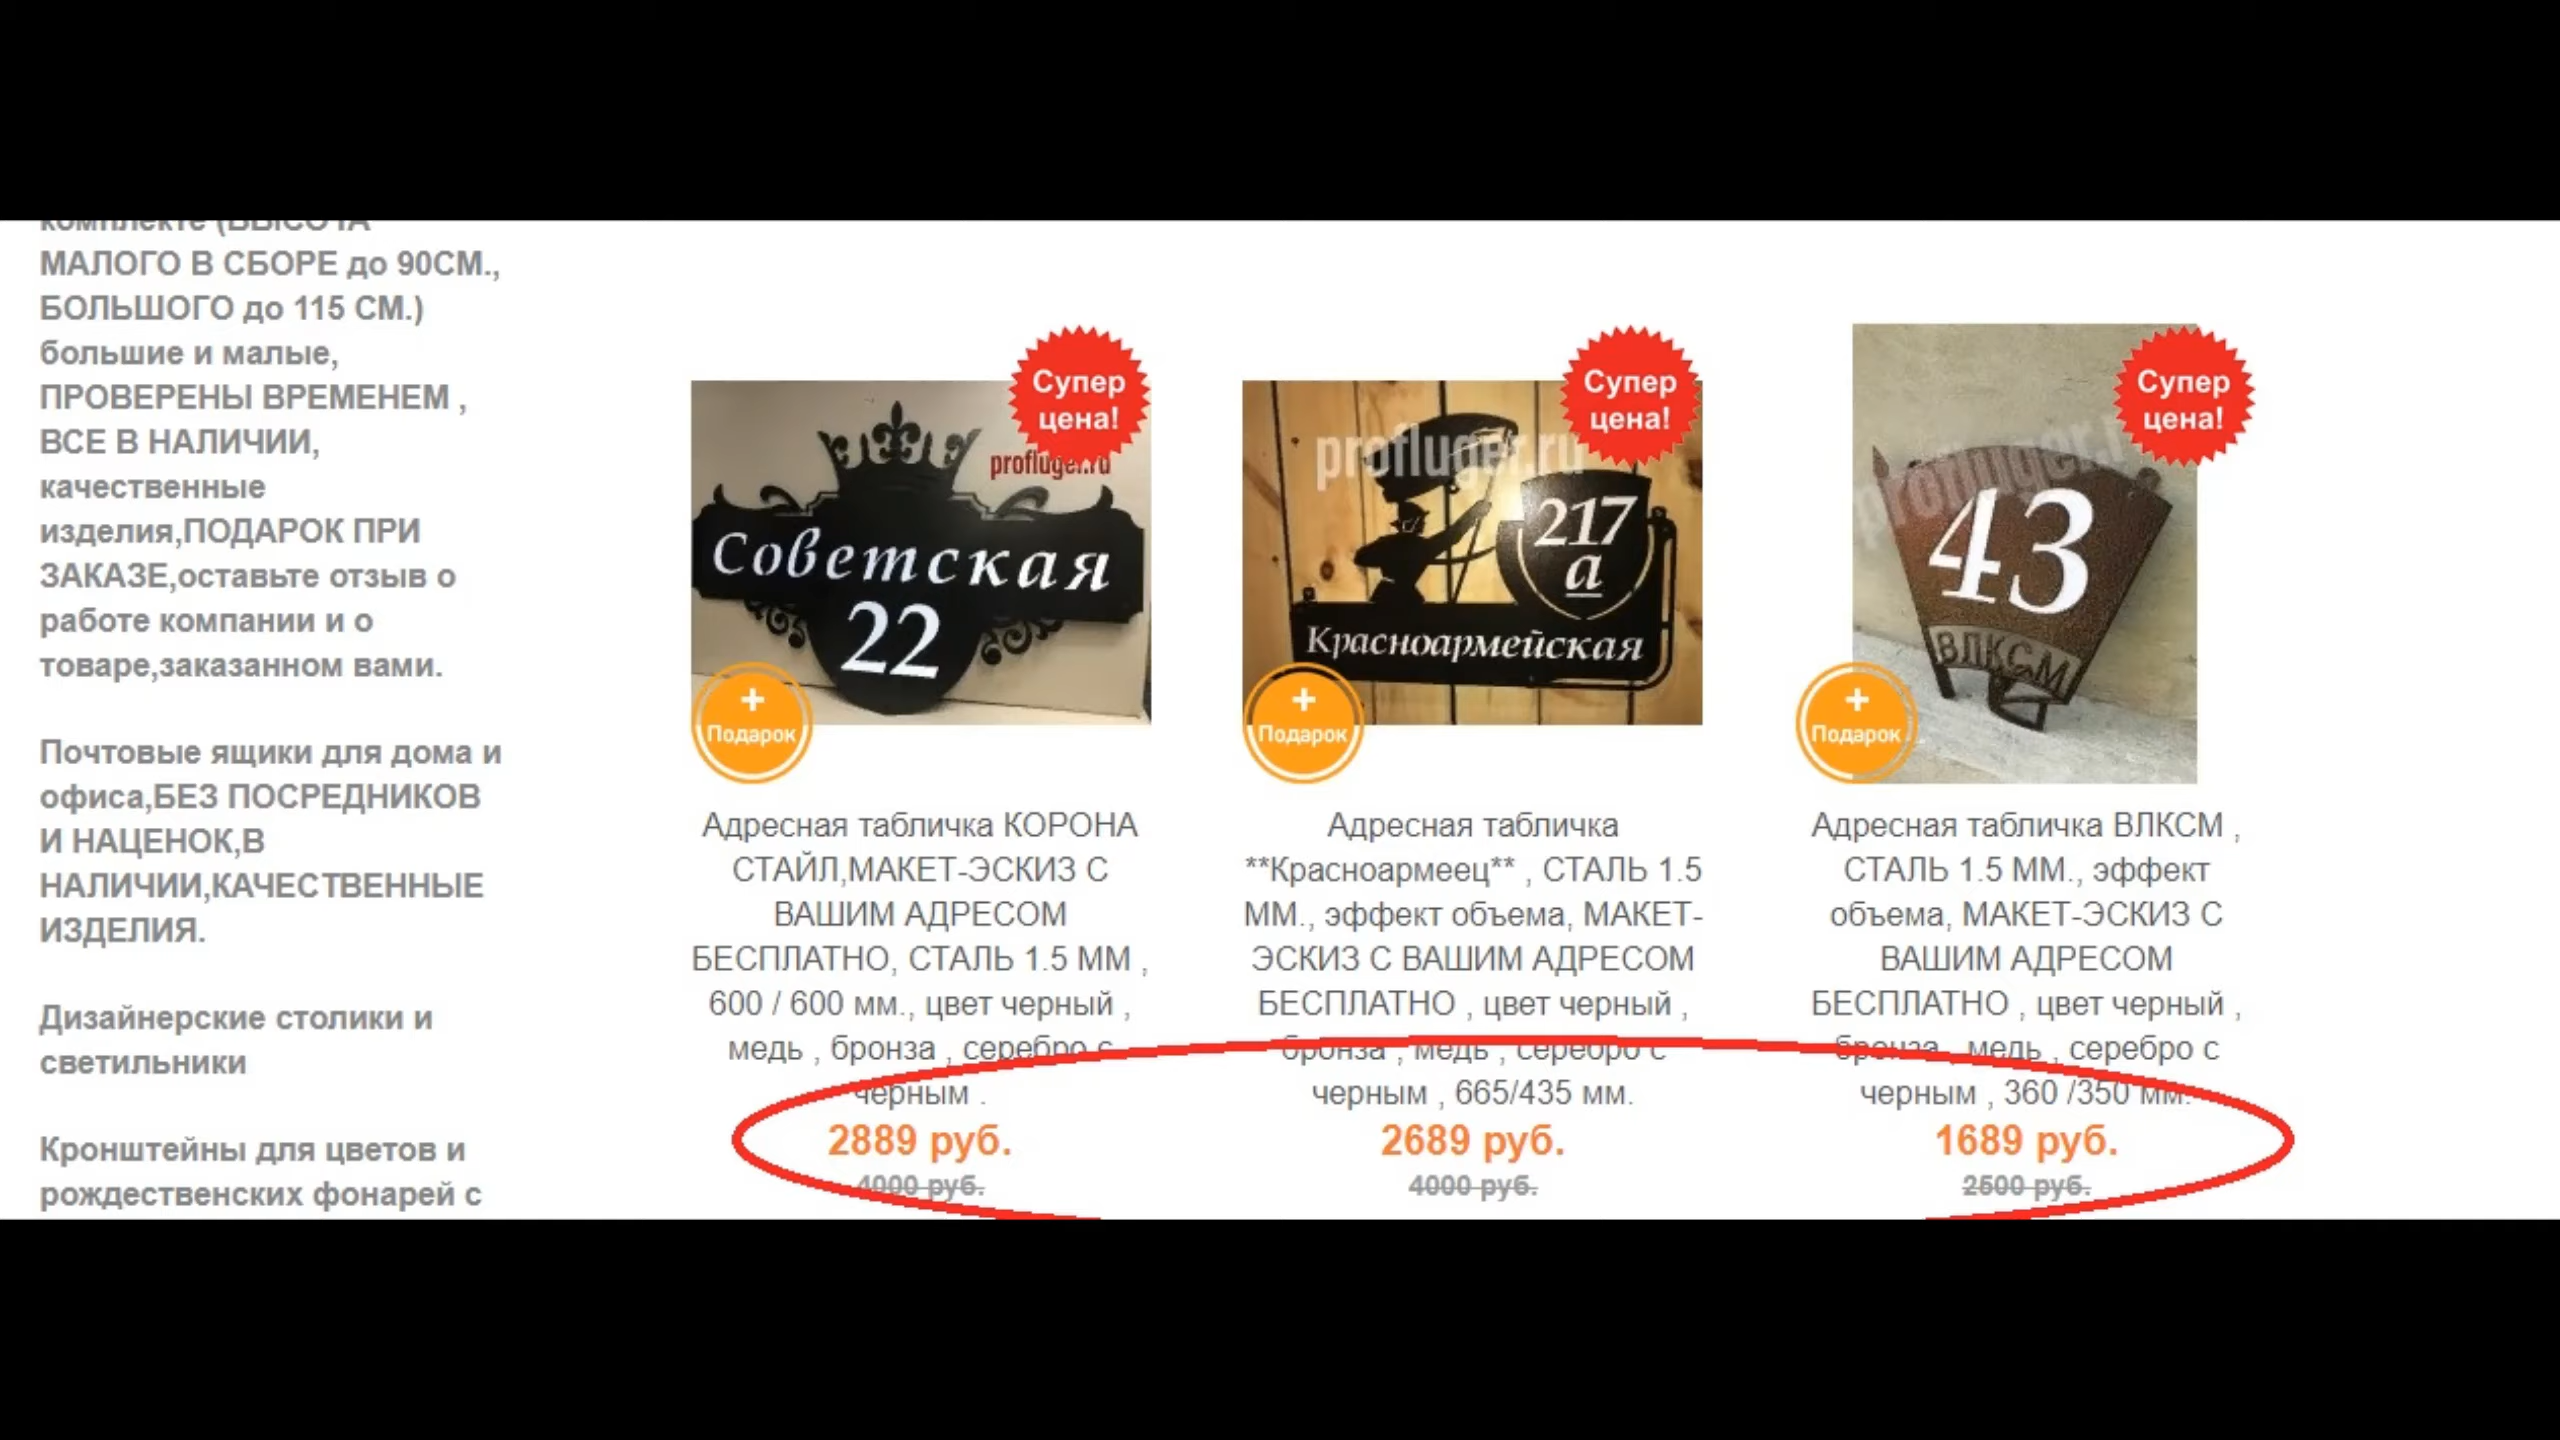 комплекте (ВЫСОТА
МАЛОГО В СБОРЕ до 90СМ.,
БОЛЬШОГО до 115 СМ.)
большие и малые,
ПРОВЕРЕНЫ ВРЕМЕНЕМ ,
ВСЕ В НАЛИЧИИ,
качественные
изделия,ПОДАРОК ПРИ
ЗАКАЗЕ,оставьте отзыв о
работе компании и о
товаре,заказанном вами.
Почтовые ящики для дома и
офиса,БЕЗ ПОСРЕДНИКОВ
И НАЦЕНОК,В
НАЛИЧИИ,КАЧЕСТВЕННЫЕ
ИЗДЕЛИЯ.
Дизайнерские столики и
светильники
Кронштейны для цветов и
рождественских фонарей с
Супер
цена!
profluger.ru
Советская
22
+
Подарок
Адресная табличка КОРОНА
СТАЙЛ,МАКЕТ-ЭСКИЗ С
ВАШИМ АДРЕСОМ
БЕСПЛАТНО, СТАЛЬ 1.5 ММ ,
600 / 600 мм., цвет черный ,
медь , бронза , серебро с
черным .
2889 руб.
4000 руб.
Супер
цена!
profluger.ru
217
а
Красноармейская
+
Подарок
Адресная табличка
**Красноармеец** , СТАЛЬ 1.5
ММ., эффект объема, МАКЕТ-
ЭСКИЗ С ВАШИМ АДРЕСОМ
БЕСПЛАТНО , цвет черный ,
бронза , медь , серебро с
черным , 665/435 мм.
2689 руб.
4000 руб.
Супер
цена!
profluger.r
43
ВЛКСМ
+
Подарок
Адресная табличка ВЛКСМ ,
СТАЛЬ 1.5 ММ., эффект
объема, МАКЕТ-ЭСКИЗ С
ВАШИМ АДРЕСОМ
БЕСПЛАТНО , цвет черный ,
бронза , медь , серебро с
черным , 360 /350 мм.
1689 руб.
2500 руб.